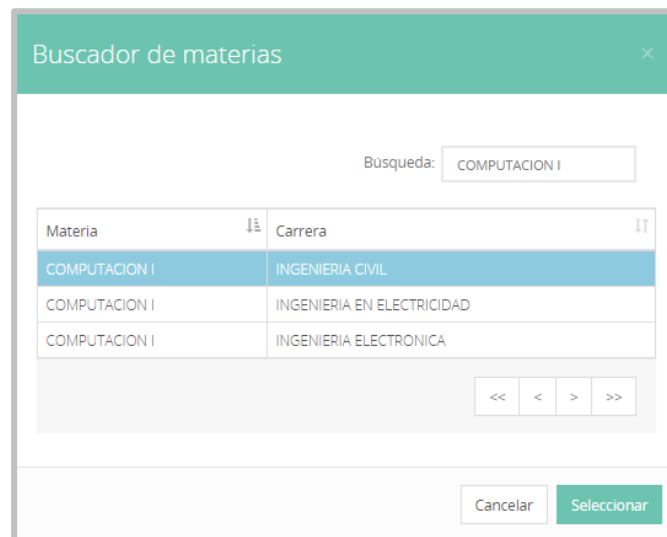 Buscador de materias ×
Búsqueda: COMPUTACION I
Materia Carrera
COMPUTACION I INGENIERIA CIVIL
COMPUTACION I INGENIERIA EN ELECTRICIDAD
COMPUTACION I INGENIERIA ELECTRONICA
<< < > >>
Cancelar Seleccionar